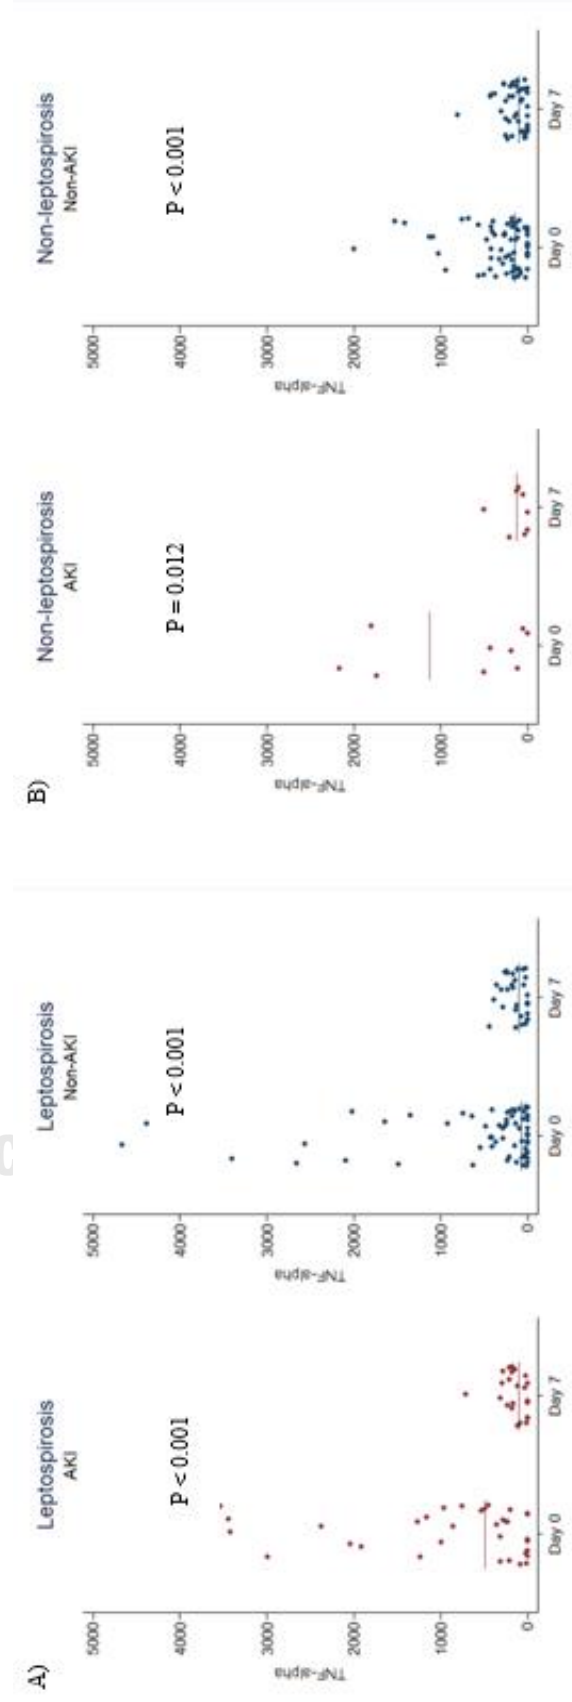 A)
Leptospirosis
AKI
P < 0.001
TNF-alpha
5000
4000
3000
2000
1000
0
Day 0
Day 7
Leptospirosis
Non-AKI
P < 0.001
TNF-alpha
5000
4000
3000
2000
1000
0
Day 0
Day 7
B)
Non-leptospirosis
AKI
P = 0.012
TNF-alpha
5000
4000
3000
2000
1000
0
Day 0
Day 7
Non-leptospirosis
Non-AKI
P < 0.001
TNF-alpha
5000
4000
3000
2000
1000
0
Day 0
Day 7